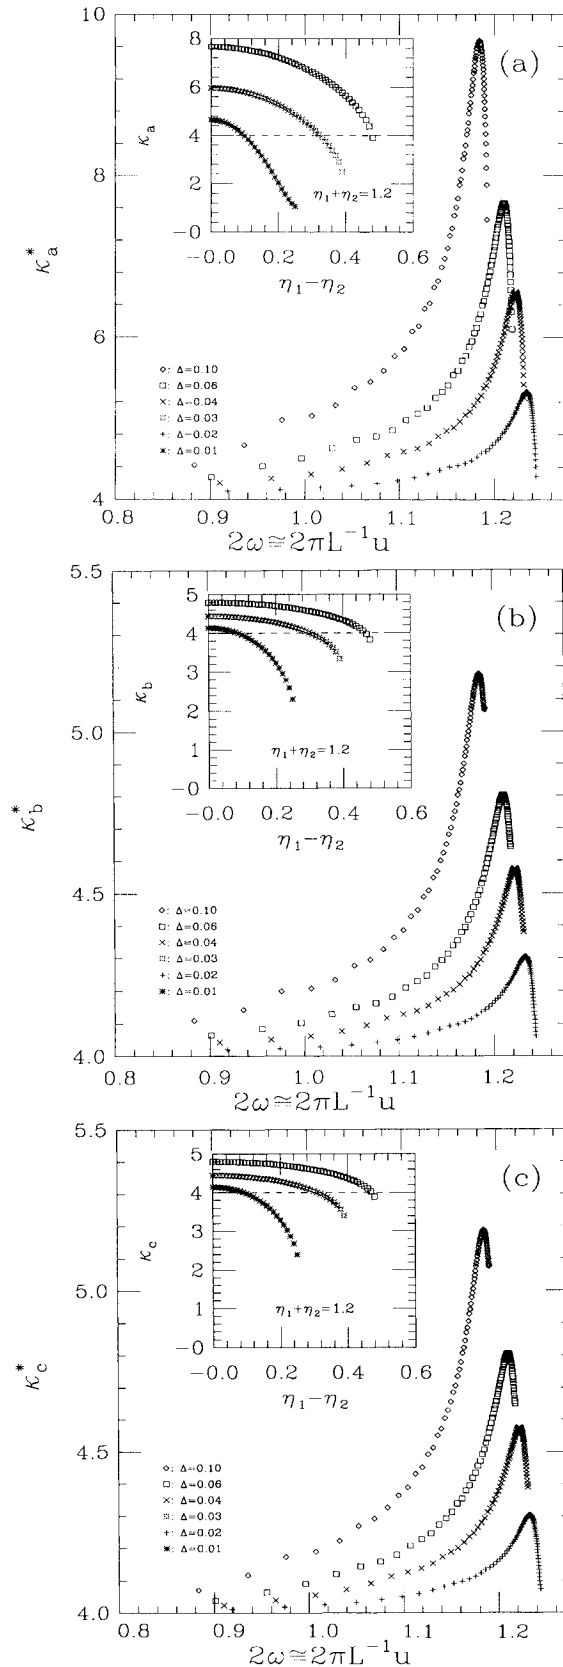 (a)
κ*a
10
8
6
4
0.8
0.9
1.0
1.1
1.2
2ω≅2πL⁻¹u
κa
8
6
4
2
−0
−0.0
0.2
0.4
0.6
η₁−η₂
η₁+η₂=1.2
◇: Δ=0.10
□: Δ=0.06
×: Δ=0.04
Δ=0.03
+: Δ=0.02
✱: Δ=0.01
(b)
κ*b
5.5
5.0
4.5
4.0
0.8
0.9
1.0
1.1
1.2
2ω≅2πL⁻¹u
κb
5
4
3
2
1
−0
−0.0
0.2
0.4
0.6
η₁−η₂
η₁+η₂=1.2
◇: Δ=0.10
□: Δ=0.06
×: Δ=0.04
Δ=0.03
+: Δ=0.02
✱: Δ=0.01
(c)
κ*c
5.5
5.0
4.5
4.0
0.8
0.9
1.0
1.1
1.2
2ω≅2πL⁻¹u
κc
5
4
3
2
1
−0
−0.0
0.2
0.4
0.6
η₁−η₂
η₁+η₂=1.2
◇: Δ=0.10
□: Δ=0.06
×: Δ=0.04
Δ=0.03
+: Δ=0.02
✱: Δ=0.01